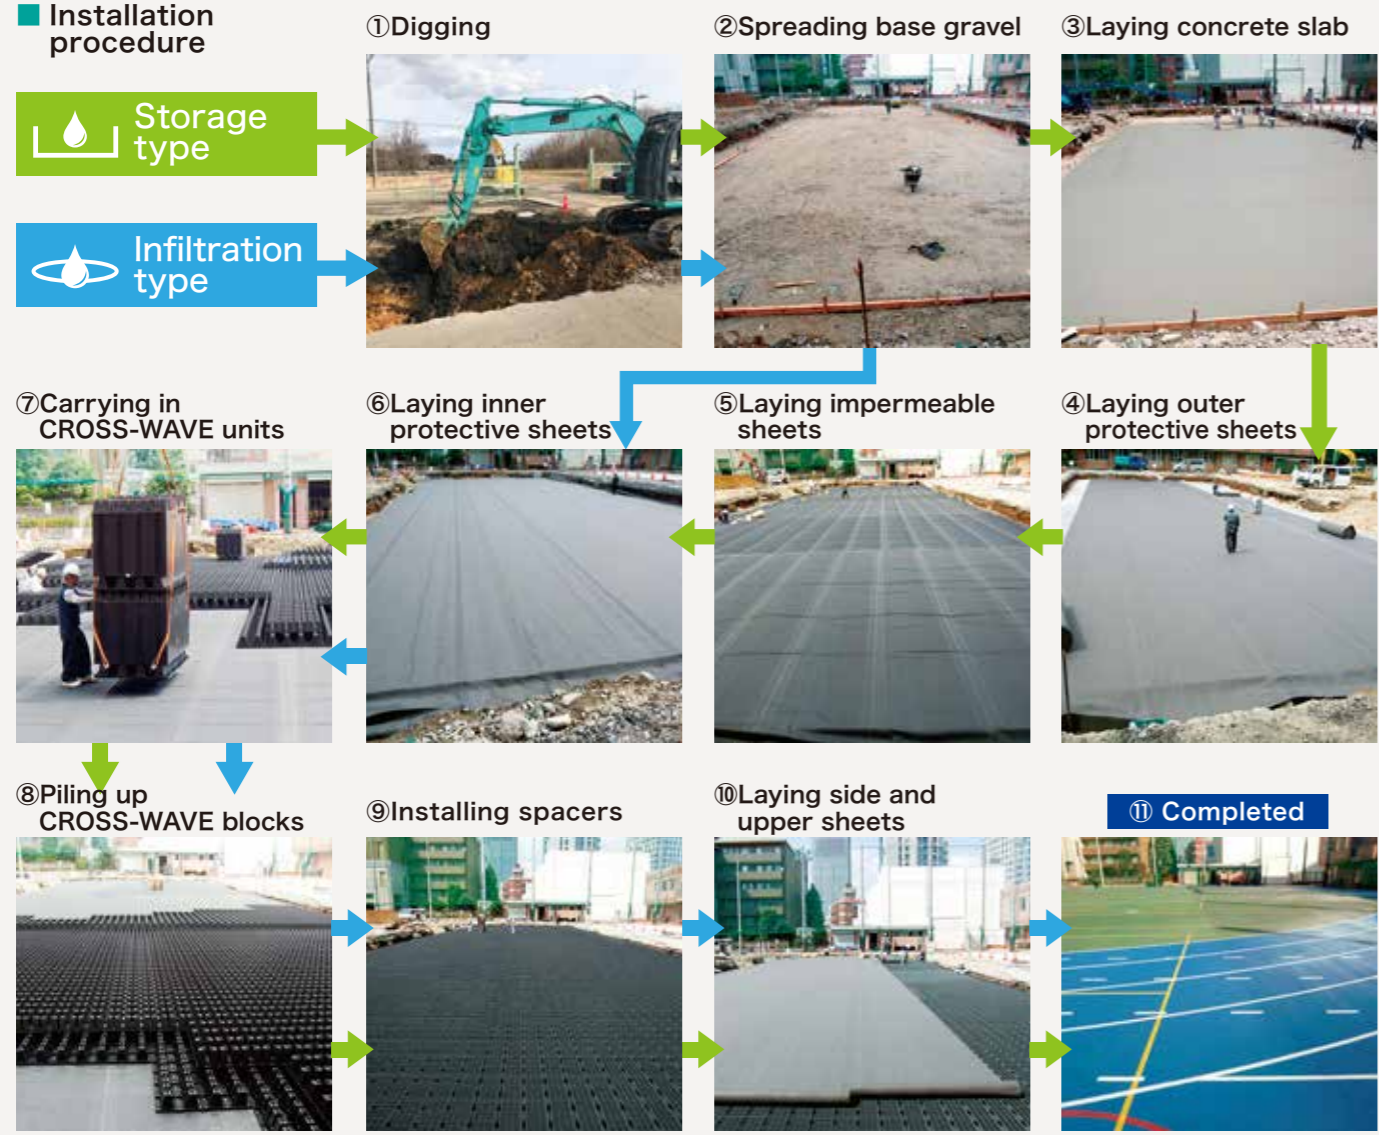 ■ Installation
procedure
Storage
type
Infiltration
type
①Digging
②Spreading base gravel
③Laying concrete slab
⑦Carrying in
CROSS-WAVE units
⑥Laying inner
protective sheets
⑤Laying impermeable
sheets
④Laying outer
protective sheets
⑧Piling up
CROSS-WAVE blocks
⑨Installing spacers
⑩Laying side and
upper sheets
⑪ Completed